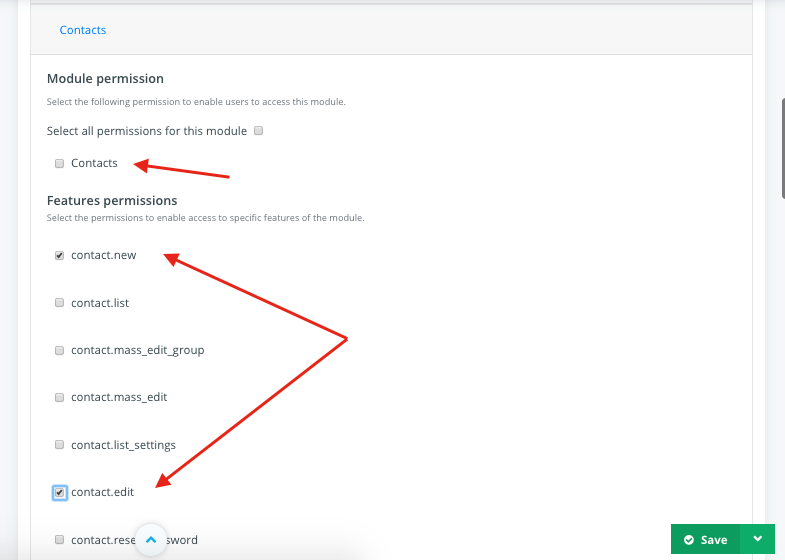 Contacts
Module permission
Select the following permission to enable users to access this module.
Select all permissions for this module
Contacts
Features permissions
Select the permissions to enable access to specific features of the module.
contact.new
contact.list
contact.mass_edit_group
contact.mass_edit
contact.list_settings
contact.edit
contact.rese sword
Save